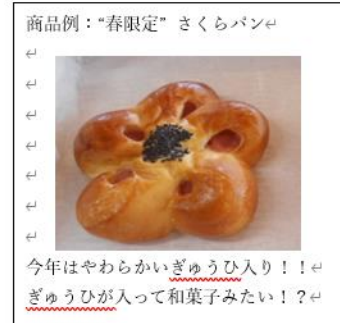 商品例：“春限定” さくらパン
今年はやわらかいぎゅうひ入り！！
ぎゅうひが入って和菓子みたい！？